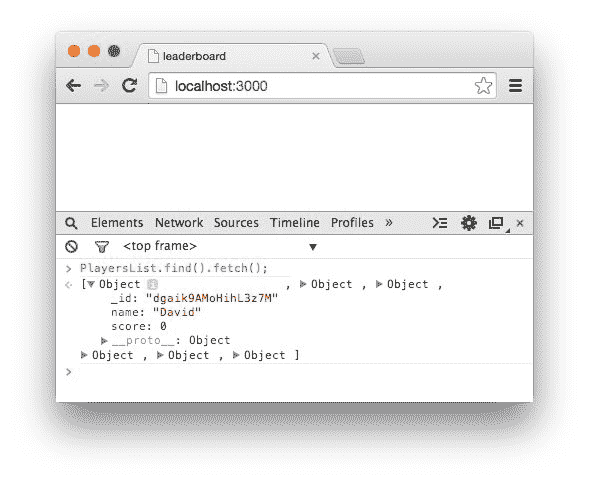 leaderboard
localhost:3000
Elements Network Sources Timeline Profiles »
<top frame>
PlayersList.find().fetch();
[▼Object i , ▶Object , ▶Object ,
_id: "dgaik9AMoHihL3z7M"
name: "David"
score: 0
▶__proto__: Object
▶Object , ▶Object , ▶Object ]